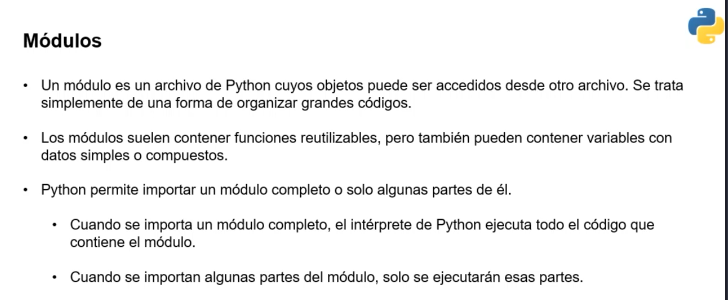 Módulos
• Un módulo es un archivo de Python cuyos objetos puede ser accedidos desde otro archivo. Se trata
simplemente de una forma de organizar grandes códigos.
• Los módulos suelen contener funciones reutilizables, pero también pueden contener variables con
datos simples o compuestos.
• Python permite importar un módulo completo o solo algunas partes de él.
• Cuando se importa un módulo completo, el intérprete de Python ejecuta todo el código que
contiene el módulo.
• Cuando se importan algunas partes del módulo, solo se ejecutarán esas partes.